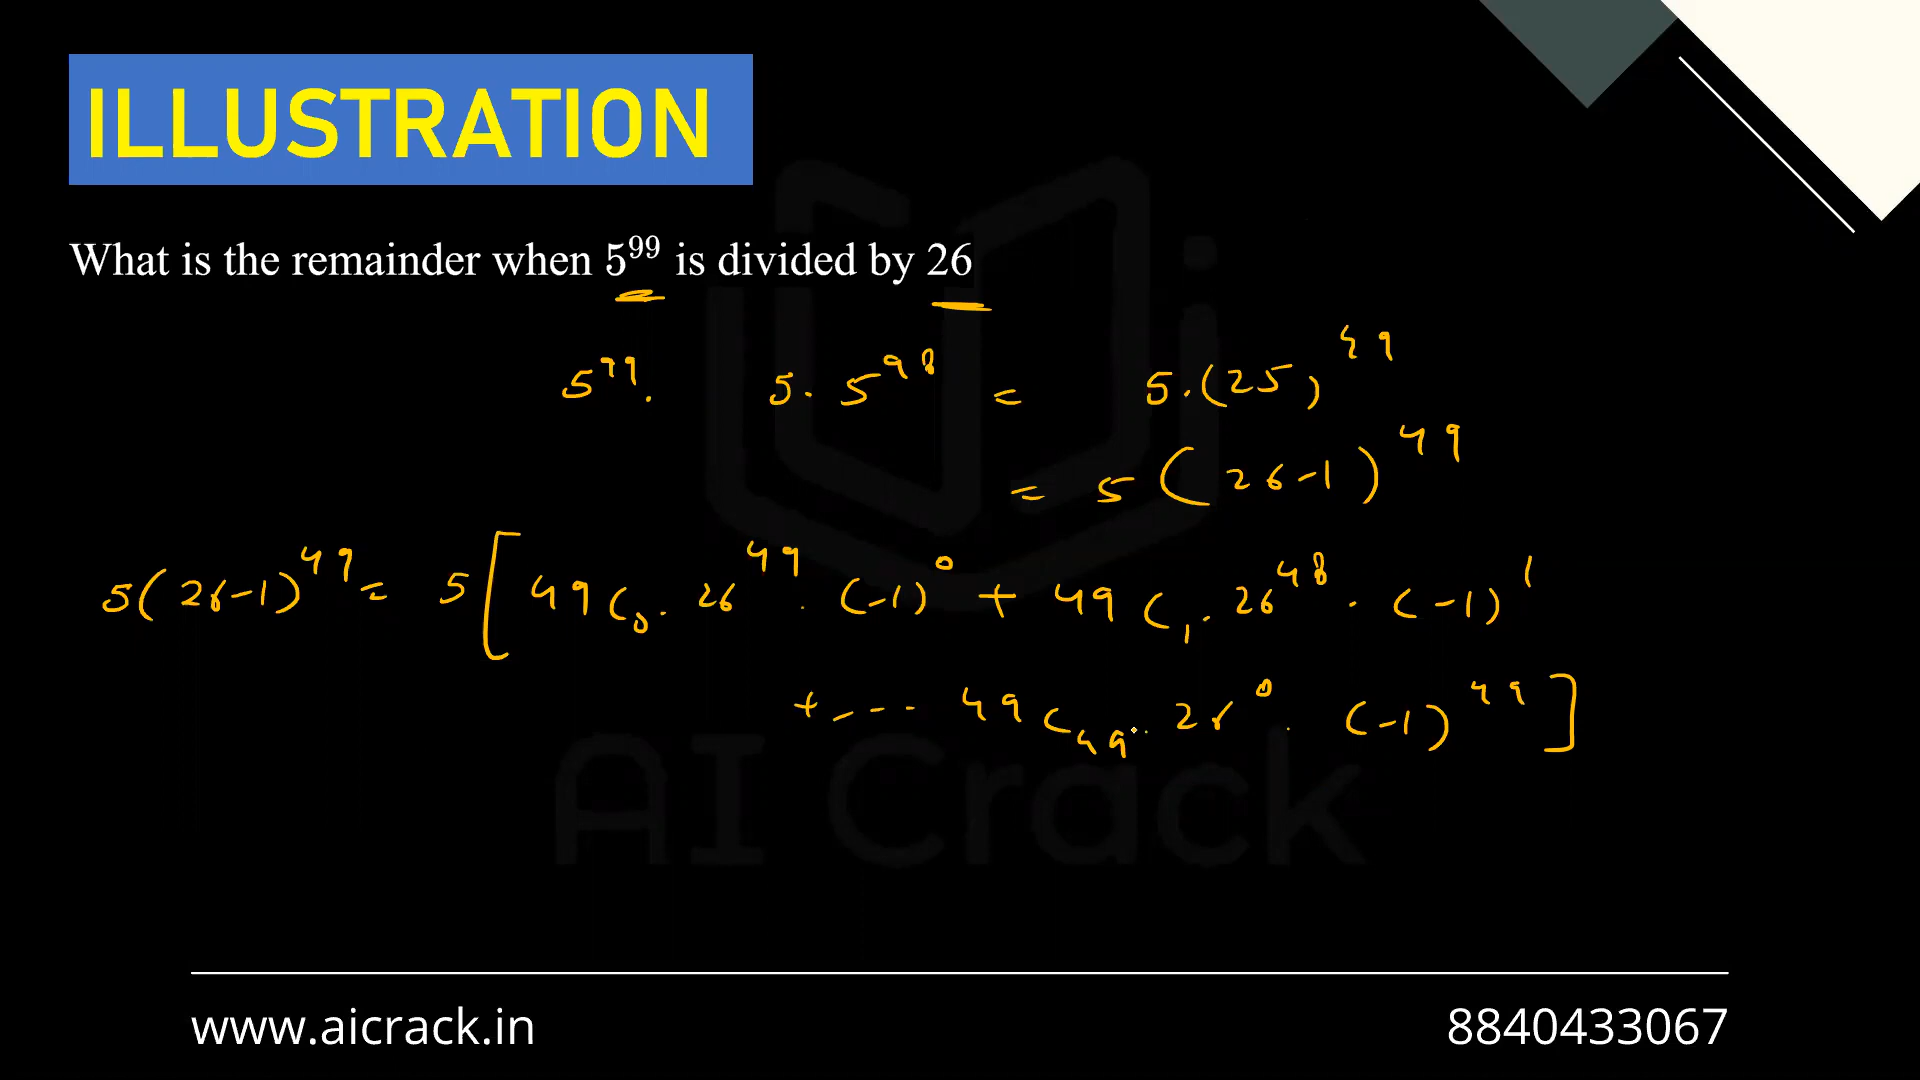 ILLUSTRATION
What is the remainder when 5^99 is divided by 26
5^99. 5.5^98 = 5.(25)^49
= 5(26-1)^49
5(26-1)^49 = 5[49C0.26^49.(-1)^0 + 49C1.26^48.(-1)^1
+---- 49C49.26^0.(-1)^49]
AI Crack
www.aicrack.in
8840433067